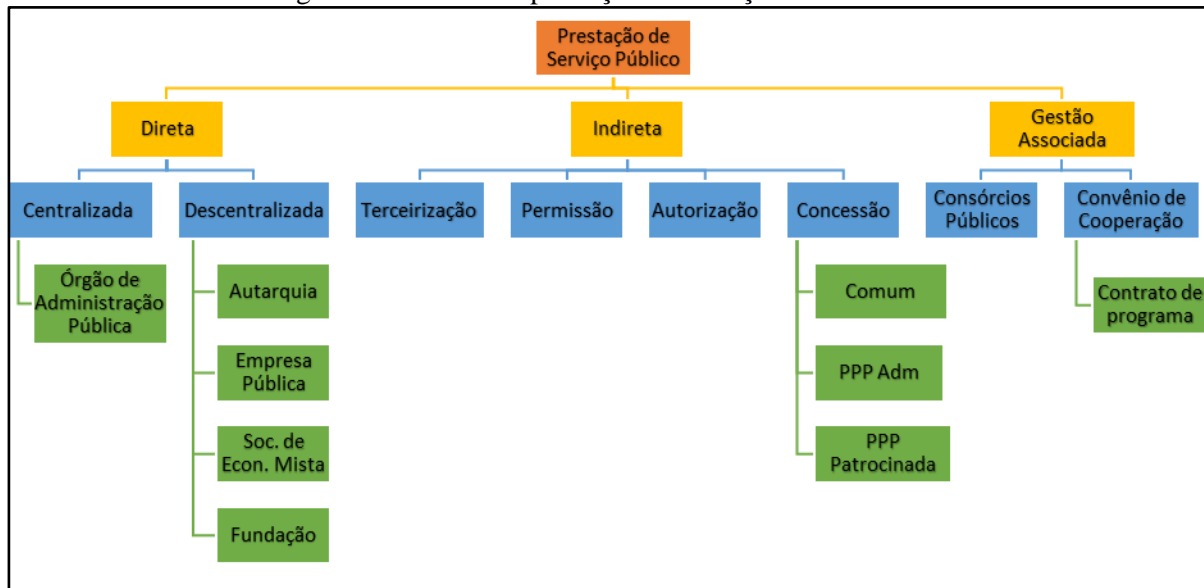 Prestação de
Serviço Público
Direta
Indireta
Gestão
Associada
Centralizada
Descentralizada
Terceirização
Permissão
Autorização
Concessão
Consórcios
Públicos
Convênio de
Cooperação
Órgão de
Administração
Pública
Autarquia
Empresa
Pública
Soc. de
Econ. Mista
Fundação
Comum
PPP Adm
PPP
Patrocinada
Contrato de
programa